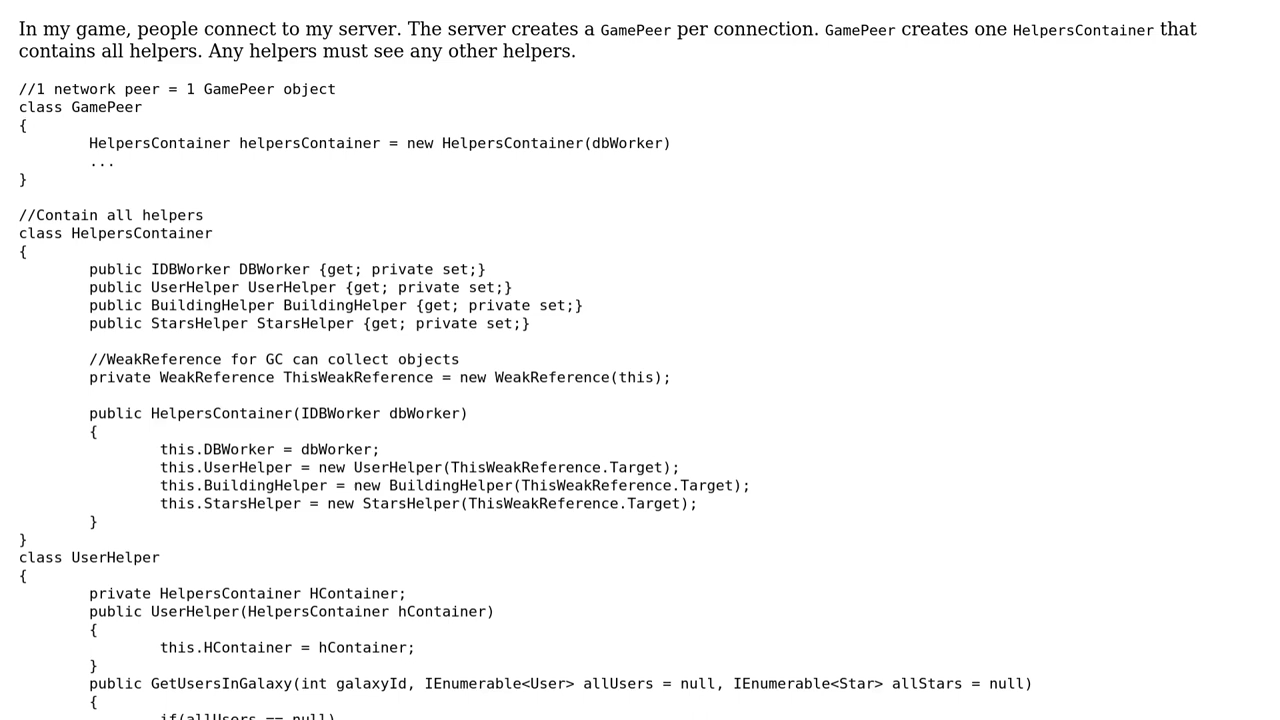 In my game, people connect to my server. The server creates a GamePeer per connection. GamePeer creates one HelpersContainer that
contains all helpers. Any helpers must see any other helpers.
//1 network peer = 1 GamePeer object
class GamePeer
{
HelpersContainer helpersContainer = new HelpersContainer(dbWorker)
...
}
//Contain all helpers
class HelpersContainer
{
public IDBWorker DBWorker {get; private set;}
public UserHelper UserHelper {get; private set;}
public BuildingHelper BuildingHelper {get; private set;}
public StarsHelper StarsHelper {get; private set;}
//WeakReference for GC can collect objects
private WeakReference ThisWeakReference = new WeakReference(this);
public HelpersContainer(IDBWorker dbWorker)
{
this.DBWorker = dbWorker;
this.UserHelper = new UserHelper(ThisWeakReference.Target);
this.BuildingHelper = new BuildingHelper(ThisWeakReference.Target);
this.StarsHelper = new StarsHelper(ThisWeakReference.Target);
}
}
class UserHelper
{
private HelpersContainer HContainer;
public UserHelper(HelpersContainer hContainer)
{
this.HContainer = hContainer;
}
public GetUsersInGalaxy(int galaxyId, IEnumerable<User> allUsers = null, IEnumerable<Star> allStars = null)
{
if(allUsers == null)